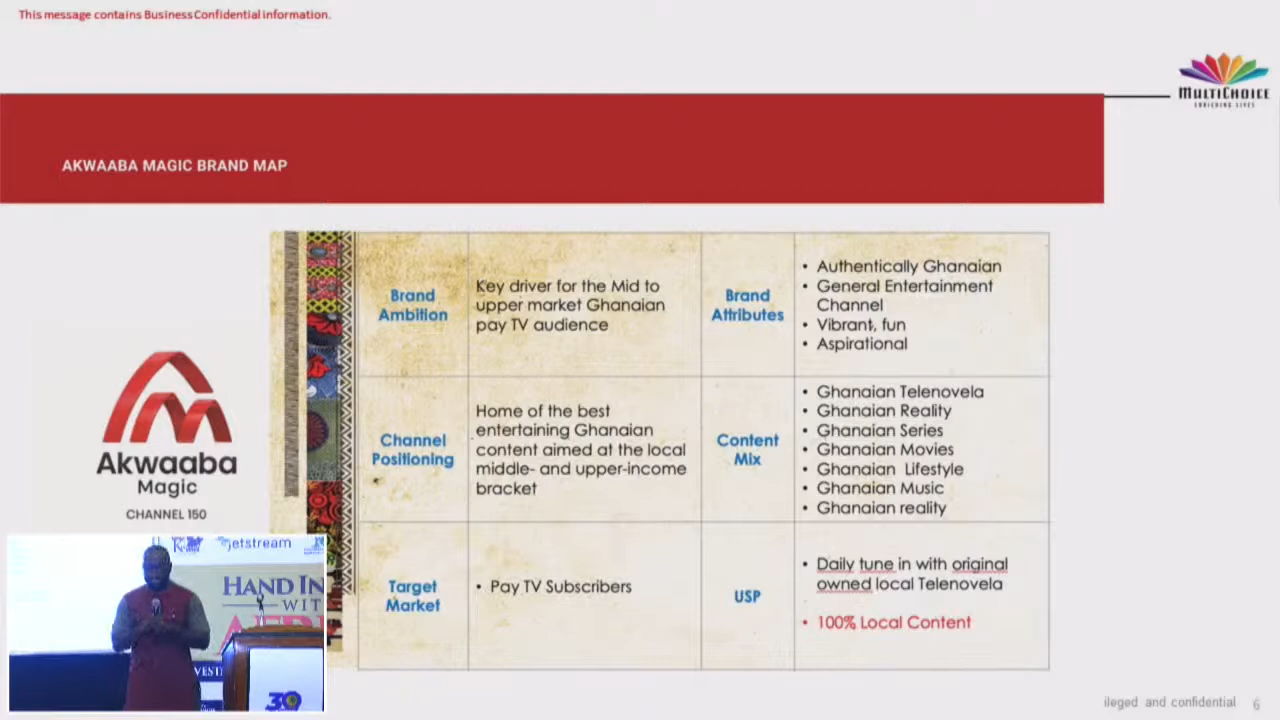 This message contains Business Confidential information.
MULTICHOICE
ENRICHING LIVES
AKWAABA MAGIC BRAND MAP
Brand
Ambition
Key driver for the Mid to
upper market Ghanaian
pay TV audience
Brand
Attributes
• Authentically Ghanaian
• General Entertainment
Channel
• Vibrant, fun
• Aspirational
Channel
Positioning
Home of the best
entertaining Ghanaian
content aimed at the local
middle- and upper-income
bracket
Content
Mix
• Ghanaian Telenovela
• Ghanaian Reality
• Ghanaian Series
• Ghanaian Movies
• Ghanaian Lifestyle
• Ghanaian Music
• Ghanaian reality
Target
Market
• Pay TV Subscribers
USP
• Daily tune in with original
owned local Telenovela
• 100% Local Content
Akwaaba
Magic
CHANNEL 150
jetstream
HAND IN
WIT
30
ileged and confidential 6